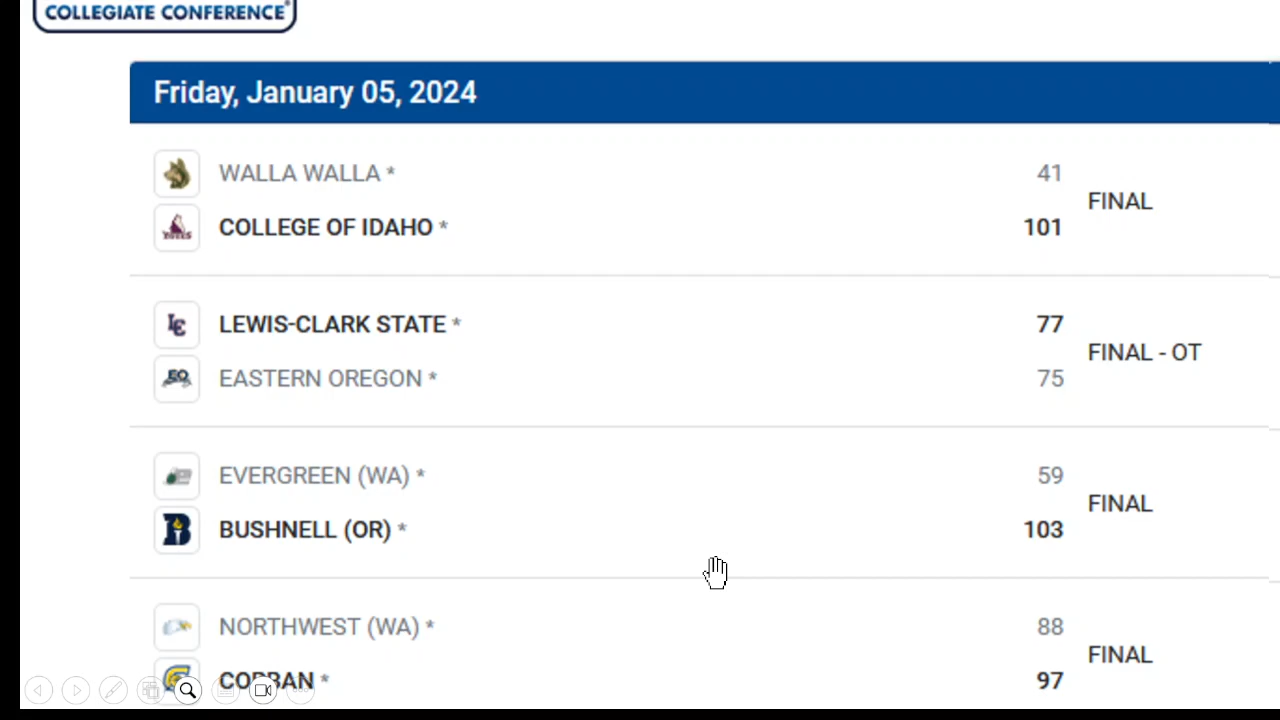 COLLEGIATE CONFERENCE
Friday, January 05, 2024
WALLA WALLA * 41
FINAL
COLLEGE OF IDAHO * 101
LEWIS-CLARK STATE * 77
FINAL - OT
EASTERN OREGON * 75
EVERGREEN (WA) * 59
FINAL
BUSHNELL (OR) * 103
NORTHWEST (WA) * 88
FINAL
CORBAN * 97